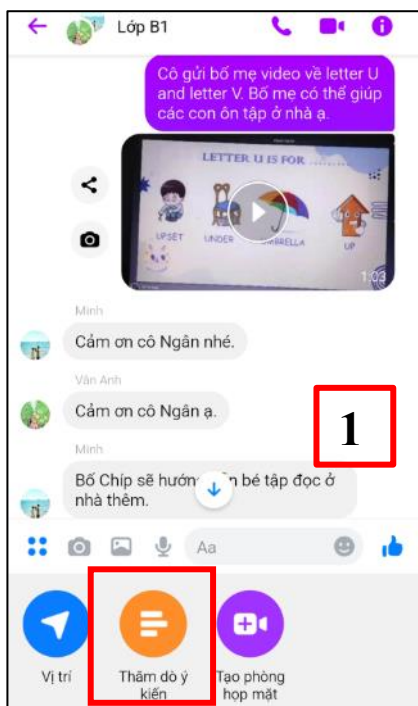 Lớp B1
Cô gửi bố mẹ video về letter U
and letter V. Bố mẹ có thể giúp
các con ôn tập ở nhà ạ.
LETTER U IS FOR ..........
UPSET
UNDER
UMBRELLA
UP
1:03
Minh
Cảm ơn cô Ngân nhé.
Vân Anh
Cảm ơn cô Ngân ạ.
1
Minh
Bố Chíp sẽ hướng bé tập đọc ở
nhà thêm.
Aa
Vị trí
Thăm dò ý
kiến
Tạo phòng
họp mặt